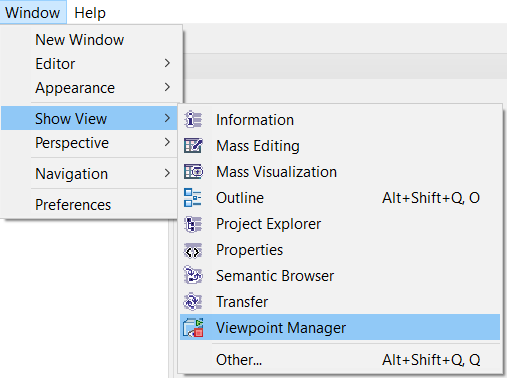 Window Help
New Window
Editor
Appearance
Show View
Perspective
Navigation
Preferences
Information
Mass Editing
Mass Visualization
Outline Alt+Shift+Q, O
Project Explorer
Properties
Semantic Browser
Transfer
Viewpoint Manager
Other... Alt+Shift+Q, Q